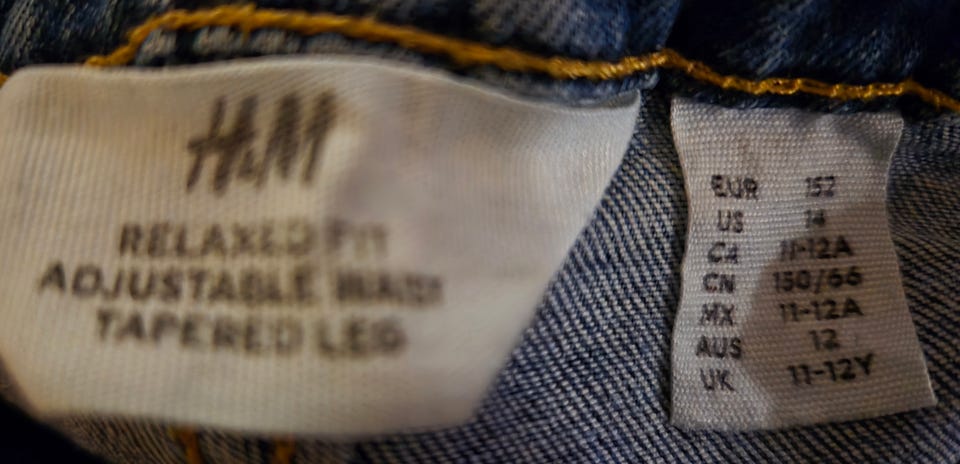 H&M
RELAXED FIT
ADJUSTABLE WAIST
TAPERED LEG
EUR 152
US 14
CA 11-12A
CN 150/66
MX 11-12A
AUS 12
UK 11-12Y